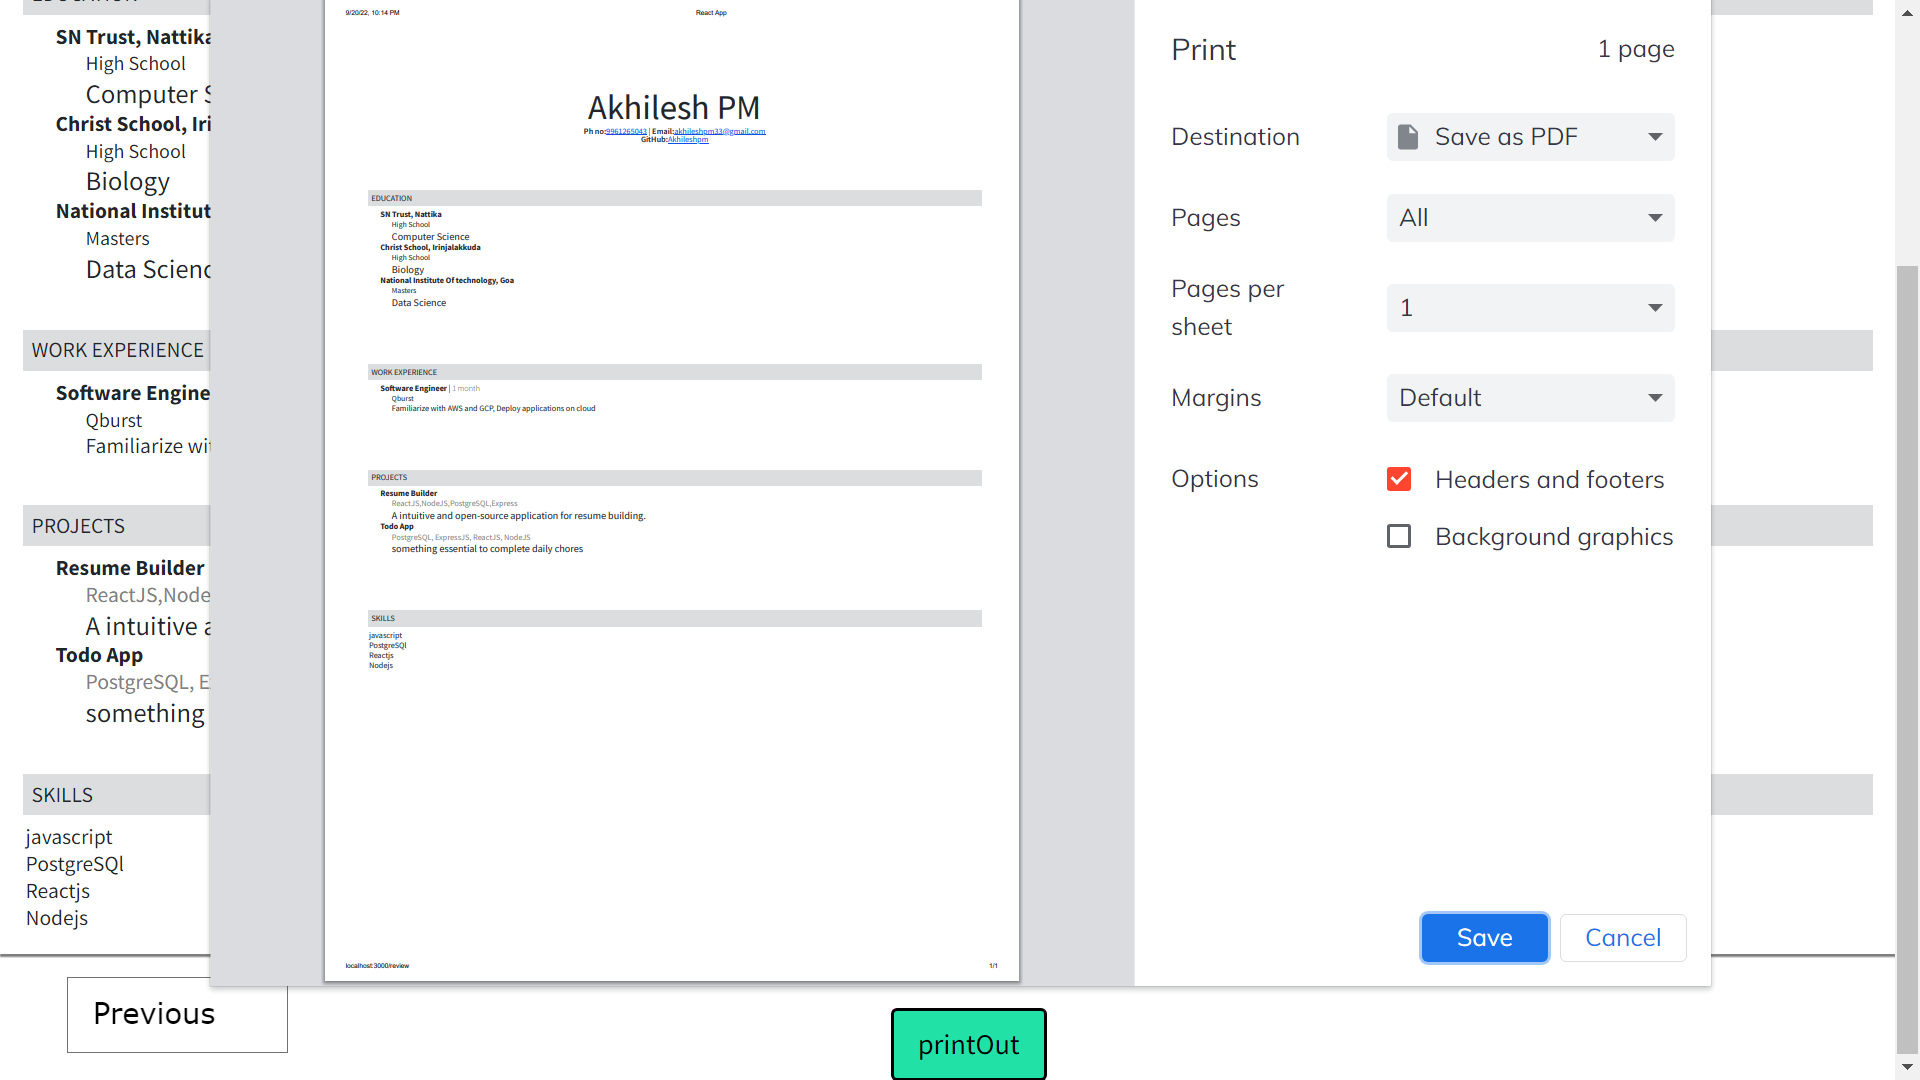 EDUCATION
SN Trust, Nattika
High School
Computer S
Christ School, Iri
High School
Biology
National Institut
Masters
Data Scienc
WORK EXPERIENCE
Software Engine
Qburst
Familiarize wit
PROJECTS
Resume Builder
ReactJS,Node
A intuitive a
Todo App
PostgreSQL, E
something
SKILLS
javascript
PostgreSQl
Reactjs
Nodejs
Previous
printOut
9/20/22, 10:14 PM
React App
Akhilesh PM
Ph no:9961265043 | Email:akhileshpm33@gmail.com
GitHub:Akhileshpm
EDUCATION
SN Trust, Nattika
High School
Computer Science
Christ School, Irinjalakkuda
High School
Biology
National Institute Of technology, Goa
Masters
Data Science
WORK EXPERIENCE
Software Engineer | 1 month
Qburst
Familiarize with AWS and GCP, Deploy applications on cloud
PROJECTS
Resume Builder
ReactJS,NodeJS,PostgreSQL,Express
A intuitive and open-source application for resume building.
Todo App
PostgreSQL, ExpressJS, ReactJS, NodeJS
something essential to complete daily chores
SKILLS
javascript
PostgreSQl
Reactjs
Nodejs
localhost:3000/review
1/1
Print
1 page
Destination
Save as PDF
Pages
All
Pages per
sheet
1
Margins
Default
Options
Headers and footers
Background graphics
Save
Cancel